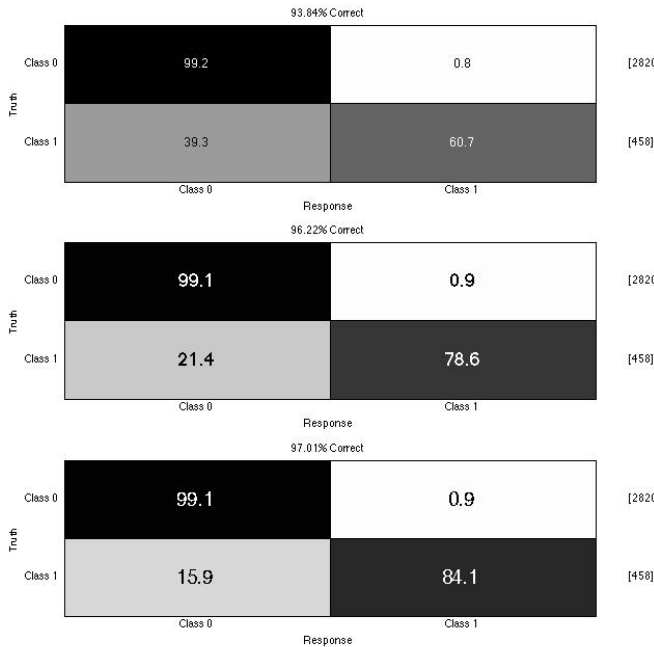 93.84% Correct
Class 0 99.2 0.8 [2820
Truth
Class 1 39.3 60.7 [458]
Class 0 Class 1
Response
96.22% Correct
Class 0 99.1 0.9 [2820
Truth
Class 1 21.4 78.6 [458]
Class 0 Class 1
Response
97.01% Correct
Class 0 99.1 0.9 [2820
Truth
Class 1 15.9 84.1 [458]
Class 0 Class 1
Response